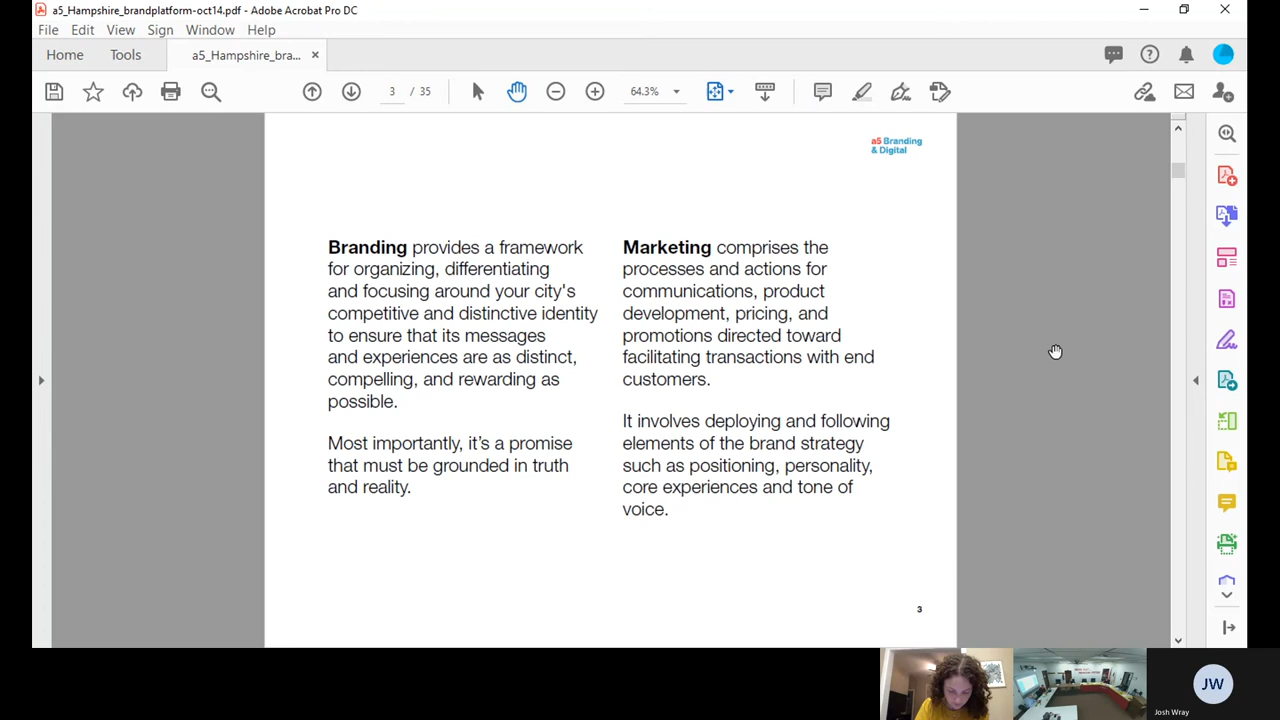 a5_Hampshire_brandplatform-oct14.pdf - Adobe Acrobat Pro DC
File Edit View Sign Window Help
Home Tools a5_Hampshire_bra... ×
3 / 35 64.3%
a5 Branding
& Digital
Branding provides a framework
for organizing, differentiating
and focusing around your city's
competitive and distinctive identity
to ensure that its messages
and experiences are as distinct,
compelling, and rewarding as
possible.
Most importantly, it's a promise
that must be grounded in truth
and reality.
Marketing comprises the
processes and actions for
communications, product
development, pricing, and
promotions directed toward
facilitating transactions with end
customers.
It involves deploying and following
elements of the brand strategy
such as positioning, personality,
core experiences and tone of
voice.
3
JW
Josh Wray